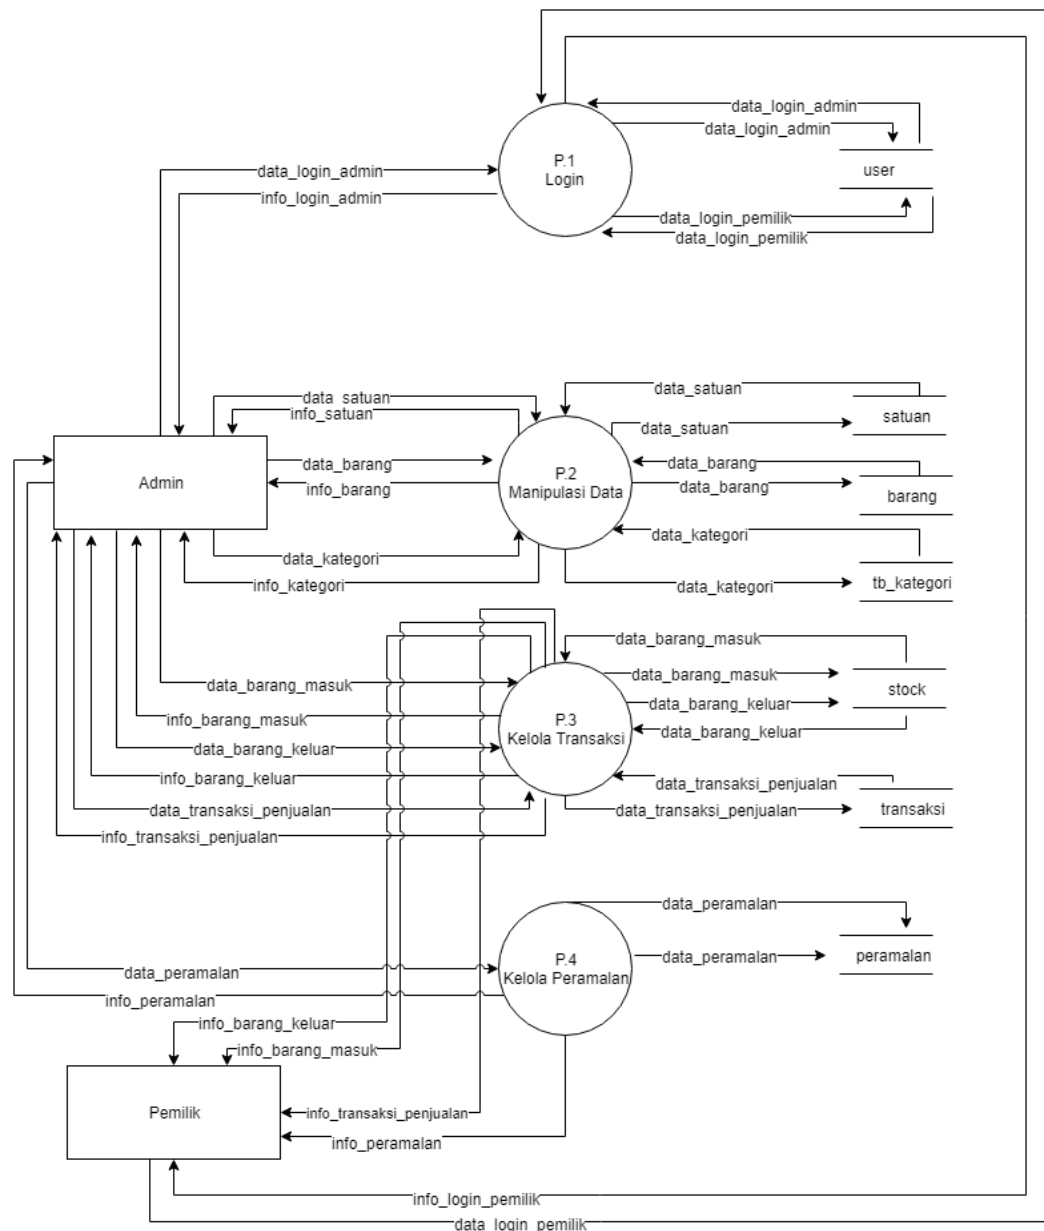 data_login_admin
data_login_admin
P.1
Login
user
data_login_admin
info_login_admin
data_login_pemilik
data_login_pemilik
data_satuan
data_satuan
info_satuan
satuan
data_satuan
data_barang
data_barang
info_barang
Admin
P.2
Manipulasi Data
data_barang
barang
data_kategori
data_kategori
info_kategori
data_kategori
tb_kategori
data_barang_masuk
data_barang_masuk
data_barang_masuk
stock
info_barang_masuk
data_barang_keluar
P.3
Kelola Transaksi
data_barang_keluar
data_barang_keluar
info_barang_keluar
data_transaksi_penjualan
data_transaksi_penjualan
data_transaksi_penjualan
transaksi
info_transaksi_penjualan
data_peramalan
P.4
Kelola Peramalan
data_peramalan
peramalan
data_peramalan
info_peramalan
info_barang_keluar
info_barang_masuk
Pemilik
info_transaksi_penjualan
info_peramalan
info_login_pemilik
data_login_pemilik